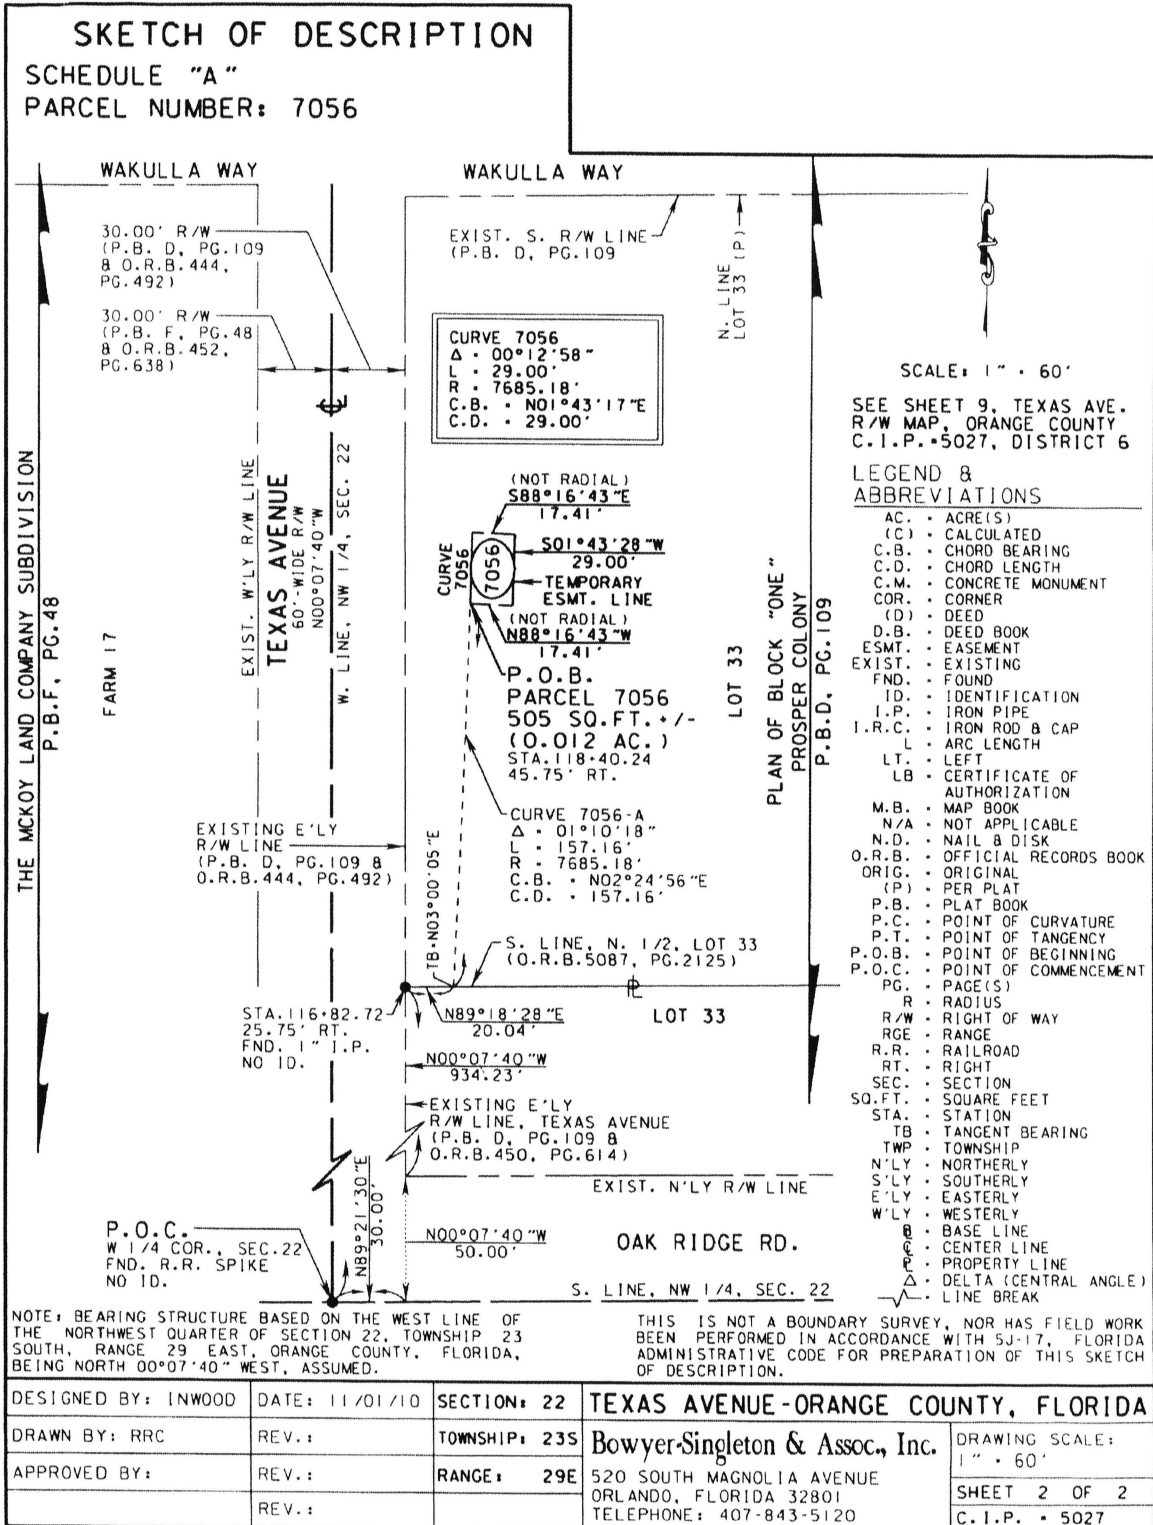 SKETCH OF DESCRIPTION
SCHEDULE "A"
PARCEL NUMBER: 7056
WAKULLA WAY
WAKULLA WAY
30.00' R/W
(P.B. D, PG.109
& O.R.B.444,
PG.492)
30.00' R/W
(P.B. F, PG.48
& O.R.B.452,
PG.638)
EXIST. S. R/W LINE
(P.B. D, PG.109
N. LINE
LOT 33 (P)
CURVE 7056
Δ = 00°12'58"
L = 29.00'
R = 7685.18'
C.B. = N01°43'17"E
C.D. = 29.00'
SCALE: 1" = 60'
SEE SHEET 9, TEXAS AVE.
R/W MAP, ORANGE COUNTY
C.I.P.=5027, DISTRICT 6
THE MCKOY LAND COMPANY SUBDIVISION
P.B.F, PG.48
FARM 17
EXIST. W'LY R/W LINE
TEXAS AVENUE
60'-WIDE R/W
N00°07'40"W
W. LINE, NW 1/4, SEC. 22
(NOT RADIAL)
S88°16'43"E
17.41'
CURVE
7056
7056
S01°43'28"W
29.00'
TEMPORARY
ESMT. LINE
(NOT RADIAL)
N88°16'43"W
17.41'
P.O.B.
PARCEL 7056
505 SQ.FT.+/-
(0.012 AC.)
STA.118+40.24
45.75' RT.
LOT 33
PLAN OF BLOCK "ONE"
PROSPER COLONY
P.B.D, PG.109
CURVE 7056-A
Δ = 01°10'18"
L = 157.16'
R = 7685.18'
C.B. = N02°24'56"E
C.D. = 157.16'
EXISTING E'LY
R/W LINE
(P.B. D, PG.109 &
O.R.B.444, PG.492)
TB=N03°00'05"E
S. LINE, N. 1/2, LOT 33
(O.R.B.5087, PG.2125)
STA.116+82.72
25.75' RT.
FND. 1" I.P.
NO ID.
N89°18'28"E
20.04'
LOT 33
N00°07'40"W
934.23'
EXISTING E'LY
R/W LINE, TEXAS AVENUE
(P.B. D, PG.109 &
O.R.B.450, PG.614)
EXIST. N'LY R/W LINE
P.O.C.
W 1/4 COR., SEC.22
FND. R.R. SPIKE
NO ID.
N89°21'30"E
30.00'
N00°07'40"W
50.00'
OAK RIDGE RD.
S. LINE, NW 1/4, SEC. 22
LEGEND &
ABBREVIATIONS
AC. = ACRE(S)
(C) = CALCULATED
C.B. = CHORD BEARING
C.D. = CHORD LENGTH
C.M. = CONCRETE MONUMENT
COR. = CORNER
(D) = DEED
D.B. = DEED BOOK
ESMT. = EASEMENT
EXIST. = EXISTING
FND. = FOUND
ID. = IDENTIFICATION
I.P. = IRON PIPE
I.R.C. = IRON ROD & CAP
L = ARC LENGTH
LT. = LEFT
LB = CERTIFICATE OF
AUTHORIZATION
M.B. = MAP BOOK
N/A = NOT APPLICABLE
N.D. = NAIL & DISK
O.R.B. = OFFICIAL RECORDS BOOK
ORIG. = ORIGINAL
(P) = PER PLAT
P.B. = PLAT BOOK
P.C. = POINT OF CURVATURE
P.T. = POINT OF TANGENCY
P.O.B. = POINT OF BEGINNING
P.O.C. = POINT OF COMMENCEMENT
PG. = PAGE(S)
R = RADIUS
R/W = RIGHT OF WAY
RGE = RANGE
R.R. = RAILROAD
RT. = RIGHT
SEC. = SECTION
SQ.FT. = SQUARE FEET
STA. = STATION
TB = TANGENT BEARING
TWP = TOWNSHIP
N'LY = NORTHERLY
S'LY = SOUTHERLY
E'LY = EASTERLY
W'LY = WESTERLY
= BASE LINE
℄ = CENTER LINE
= PROPERTY LINE
Δ = DELTA (CENTRAL ANGLE)
= LINE BREAK
NOTE: BEARING STRUCTURE BASED ON THE WEST LINE OF
THE NORTHWEST QUARTER OF SECTION 22, TOWNSHIP 23
SOUTH, RANGE 29 EAST, ORANGE COUNTY, FLORIDA,
BEING NORTH 00°07'40" WEST, ASSUMED.
THIS IS NOT A BOUNDARY SURVEY, NOR HAS FIELD WORK
BEEN PERFORMED IN ACCORDANCE WITH 5J-17, FLORIDA
ADMINISTRATIVE CODE FOR PREPARATION OF THIS SKETCH
OF DESCRIPTION.
DESIGNED BY: INWOOD
DATE: 11/01/10
SECTION: 22
TEXAS AVENUE-ORANGE COUNTY, FLORIDA
DRAWN BY: RRC
REV.:
TOWNSHIP: 23S
Bowyer-Singleton & Assoc., Inc.
DRAWING SCALE:
1" = 60'
APPROVED BY:
REV.:
RANGE: 29E
520 SOUTH MAGNOLIA AVENUE
ORLANDO, FLORIDA 32801
TELEPHONE: 407-843-5120
SHEET 2 OF 2
REV.:
C.I.P. = 5027